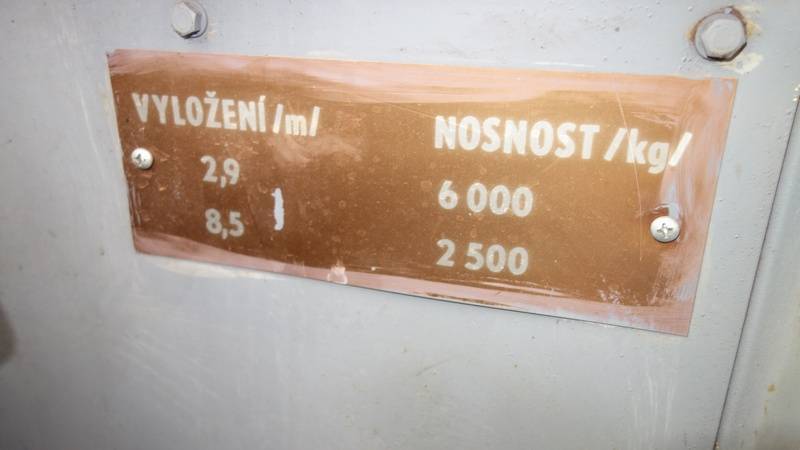 VYLOŽENÍ /m/ NOSNOST /kg/
2,9 6 000
8,5 2 500